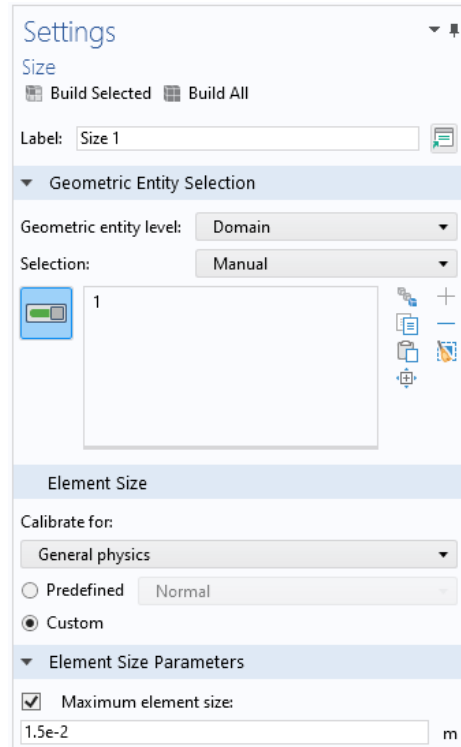 Settings
Size
Build Selected Build All
Label: Size 1
Geometric Entity Selection
Geometric entity level: Domain
Selection: Manual
1
Element Size
Calibrate for:
General physics
Predefined Normal
Custom
Element Size Parameters
Maximum element size:
1.5e-2 m